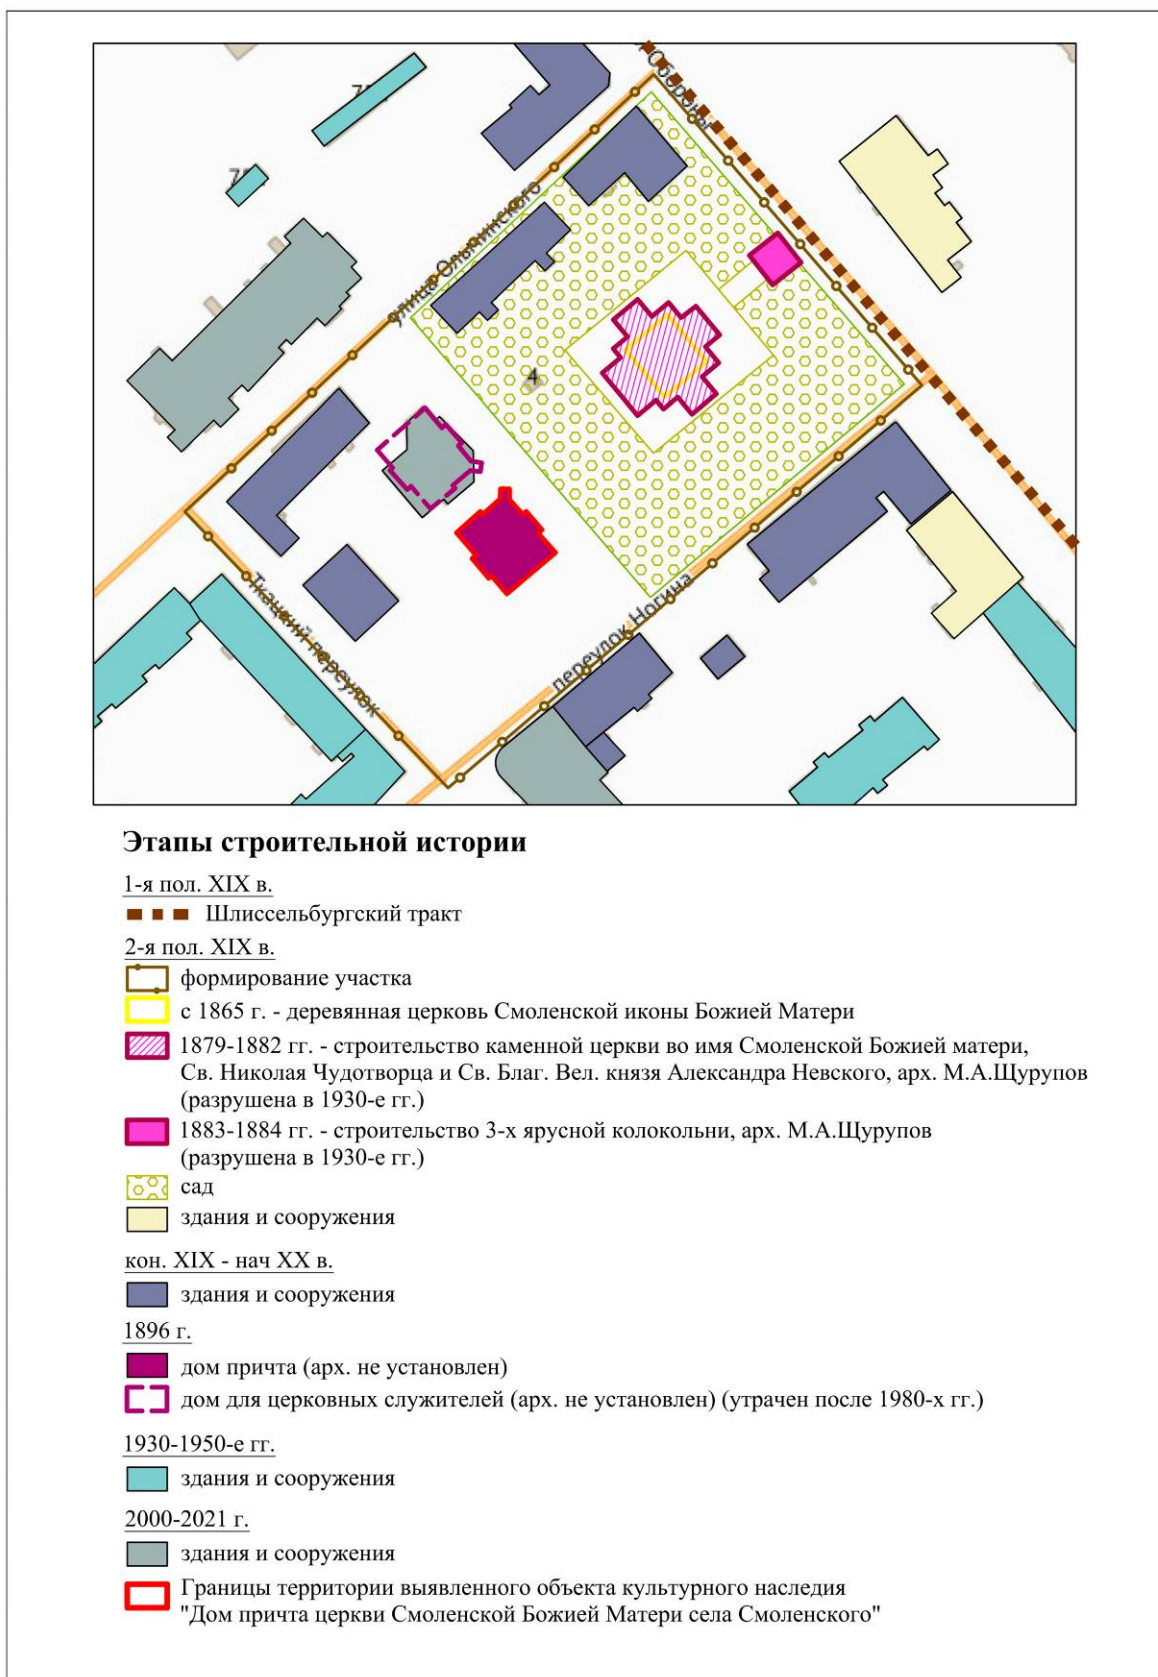 Обороны
улица Ольминского
4
Ткацкий переулок
переулок Ногина
Этапы строительной истории
1-я пол. XIX в.
Шлиссельбургский тракт
2-я пол. XIX в.
формирование участка
с 1865 г. - деревянная церковь Смоленской иконы Божией Матери
1879-1882 гг. - строительство каменной церкви во имя Смоленской Божией матери,
Св. Николая Чудотворца и Св. Благ. Вел. князя Александра Невского, арх. М.А.Щурупов
(разрушена в 1930-е гг.)
1883-1884 гг. - строительство 3-х ярусной колокольни, арх. М.А.Щурупов
(разрушена в 1930-е гг.)
сад
здания и сооружения
кон. XIX - нач XX в.
здания и сооружения
1896 г.
дом причта (арх. не установлен)
дом для церковных служителей (арх. не установлен) (утрачен после 1980-х гг.)
1930-1950-е гг.
здания и сооружения
2000-2021 г.
здания и сооружения
Границы территории выявленного объекта культурного наследия
"Дом причта церкви Смоленской Божией Матери села Смоленского"